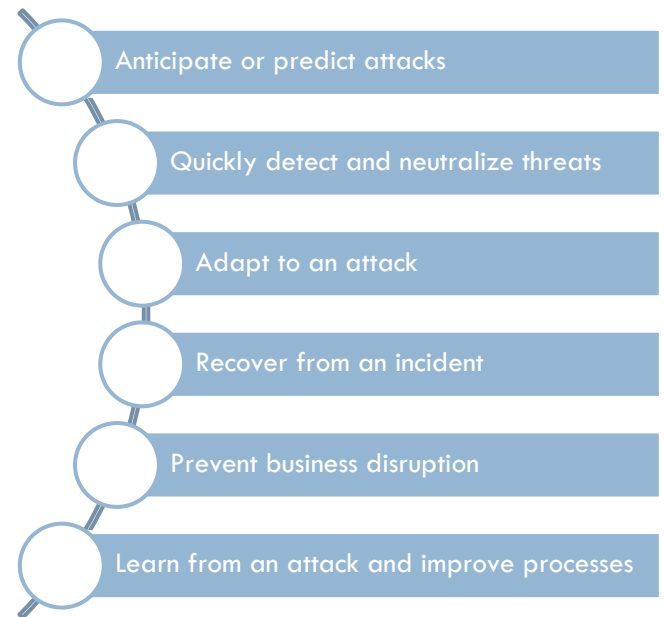 Anticipate or predict attacks
Quickly detect and neutralize threats
Adapt to an attack
Recover from an incident
Prevent business disruption
Learn from an attack and improve processes